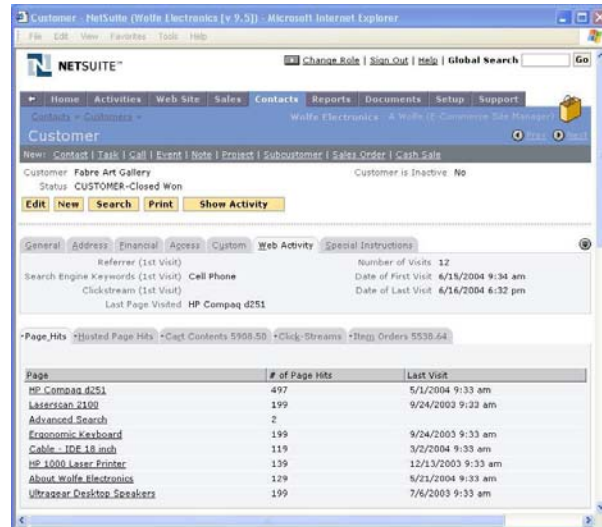 Customer - NetSuite (Wolfe Electronics [v 9.5]) - Microsoft Internet Explorer
File Edit View Favorites Tools Help
N NETSUITE™ Change Role | Sign Out | Help | Global Search Go
Home Activities Web Site Sales Contacts Reports Documents Setup Support
Contacts » Customers » Wolfe Electronics A Wolfe (E-Commerce Site Manager)
Customer Prev Next
New: Contact | Task | Call | Event | Note | Project | Subcustomer | Sales Order | Cash Sale
Customer Fabre Art Gallery Customer is Inactive No
Status CUSTOMER-Closed Won
Edit New Search Print Show Activity
General Address Financial Access Custom Web Activity Special Instructions
Referrer (1st Visit) Number of Visits 12
Search Engine Keywords (1st Visit) Cell Phone Date of First Visit 6/15/2004 9:34 am
Clickstream (1st Visit) Date of Last Visit 6/16/2004 6:32 pm
Last Page Visited HP Compaq d251
•Page Hits •Hosted Page Hits •Cart Contents 5908.50 •Click-Streams •Item Orders 5538.64
Page # of Page Hits Last Visit
HP Compaq d251 497 5/1/2004 9:33 am
Laserscan 2100 199 9/24/2003 9:33 am
Advanced Search 2
Ergonomic Keyboard 199 9/24/2003 9:33 am
Cable - IDE 18 inch 119 3/2/2004 9:33 am
HP 1000 Laser Printer 139 12/13/2003 9:33 am
About Wolfe Electronics 129 5/21/2004 9:33 am
Ultragear Desktop Speakers 199 7/6/2003 9:33 am